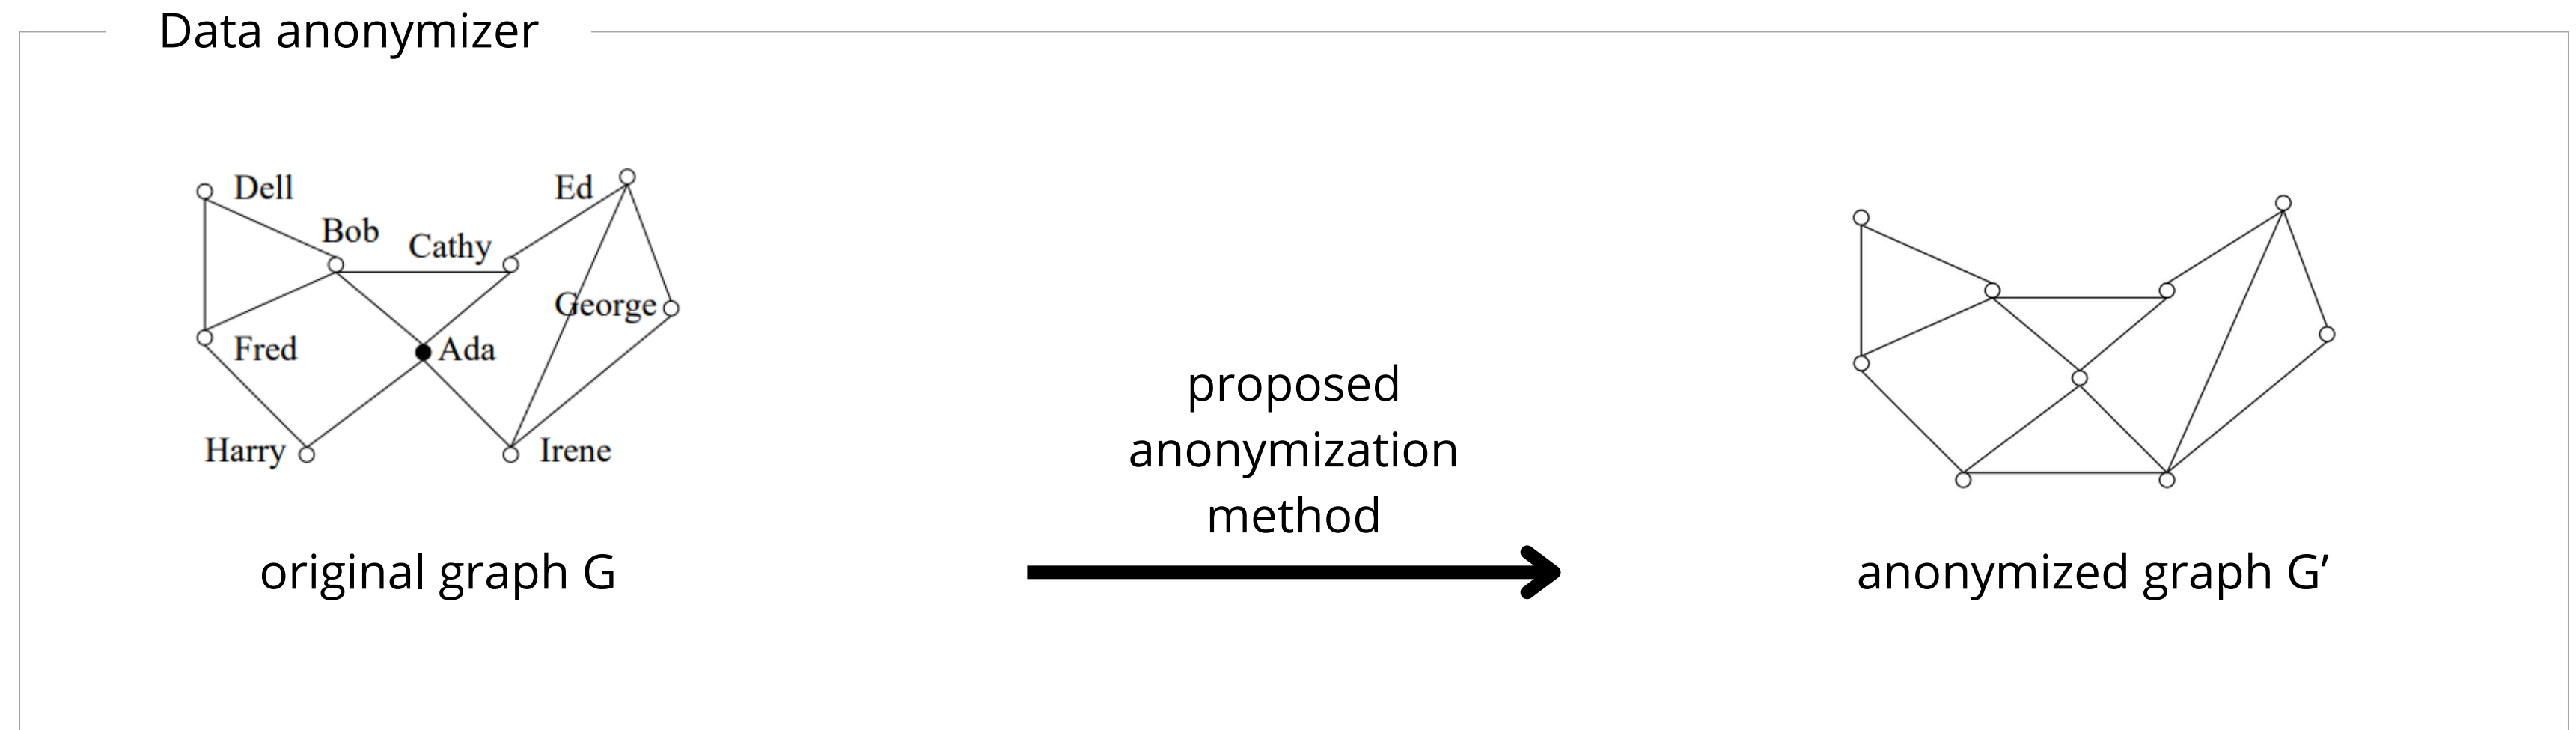 Data anonymizer
Dell
Ed
Bob
Cathy
George
Fred
Ada
Harry
Irene
proposed
anonymization
method
original graph G
anonymized graph G’